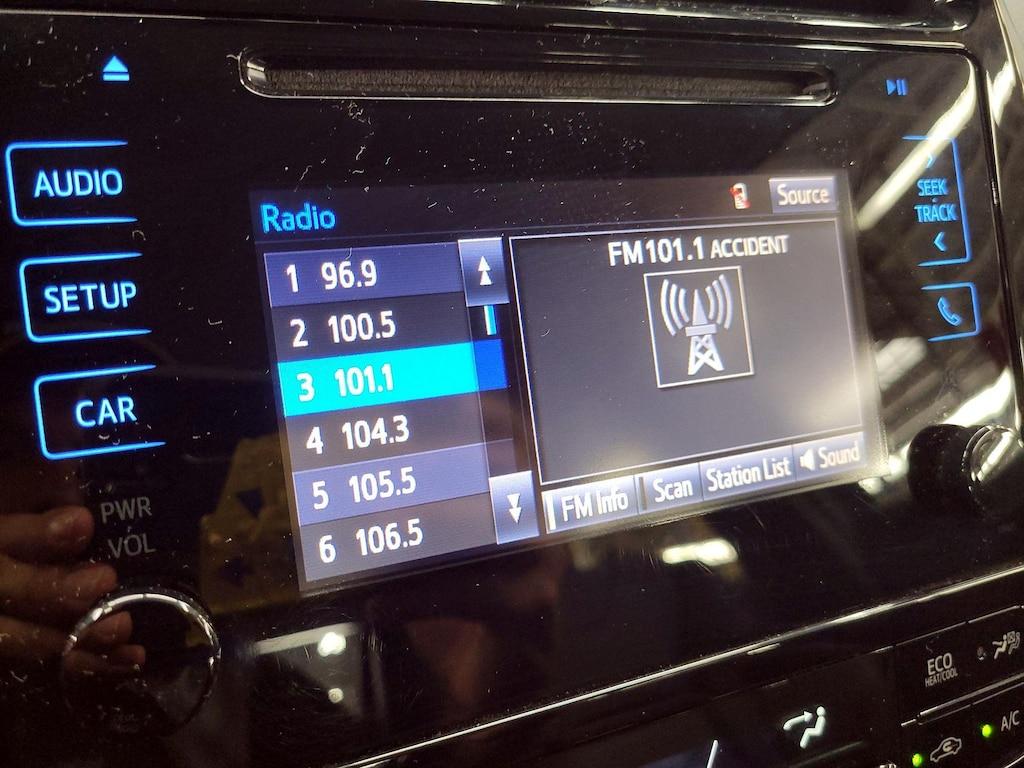 AUDIO
SETUP
CAR
PWR
VOL
Radio
Source
1 96.9
2 100.5
3 101.1
4 104.3
5 105.5
6 106.5
FM 101.1 ACCIDENT
FM Info
Scan
Station List
Sound
SEEK
TRACK
ECO
HEAT/COOL
A/C